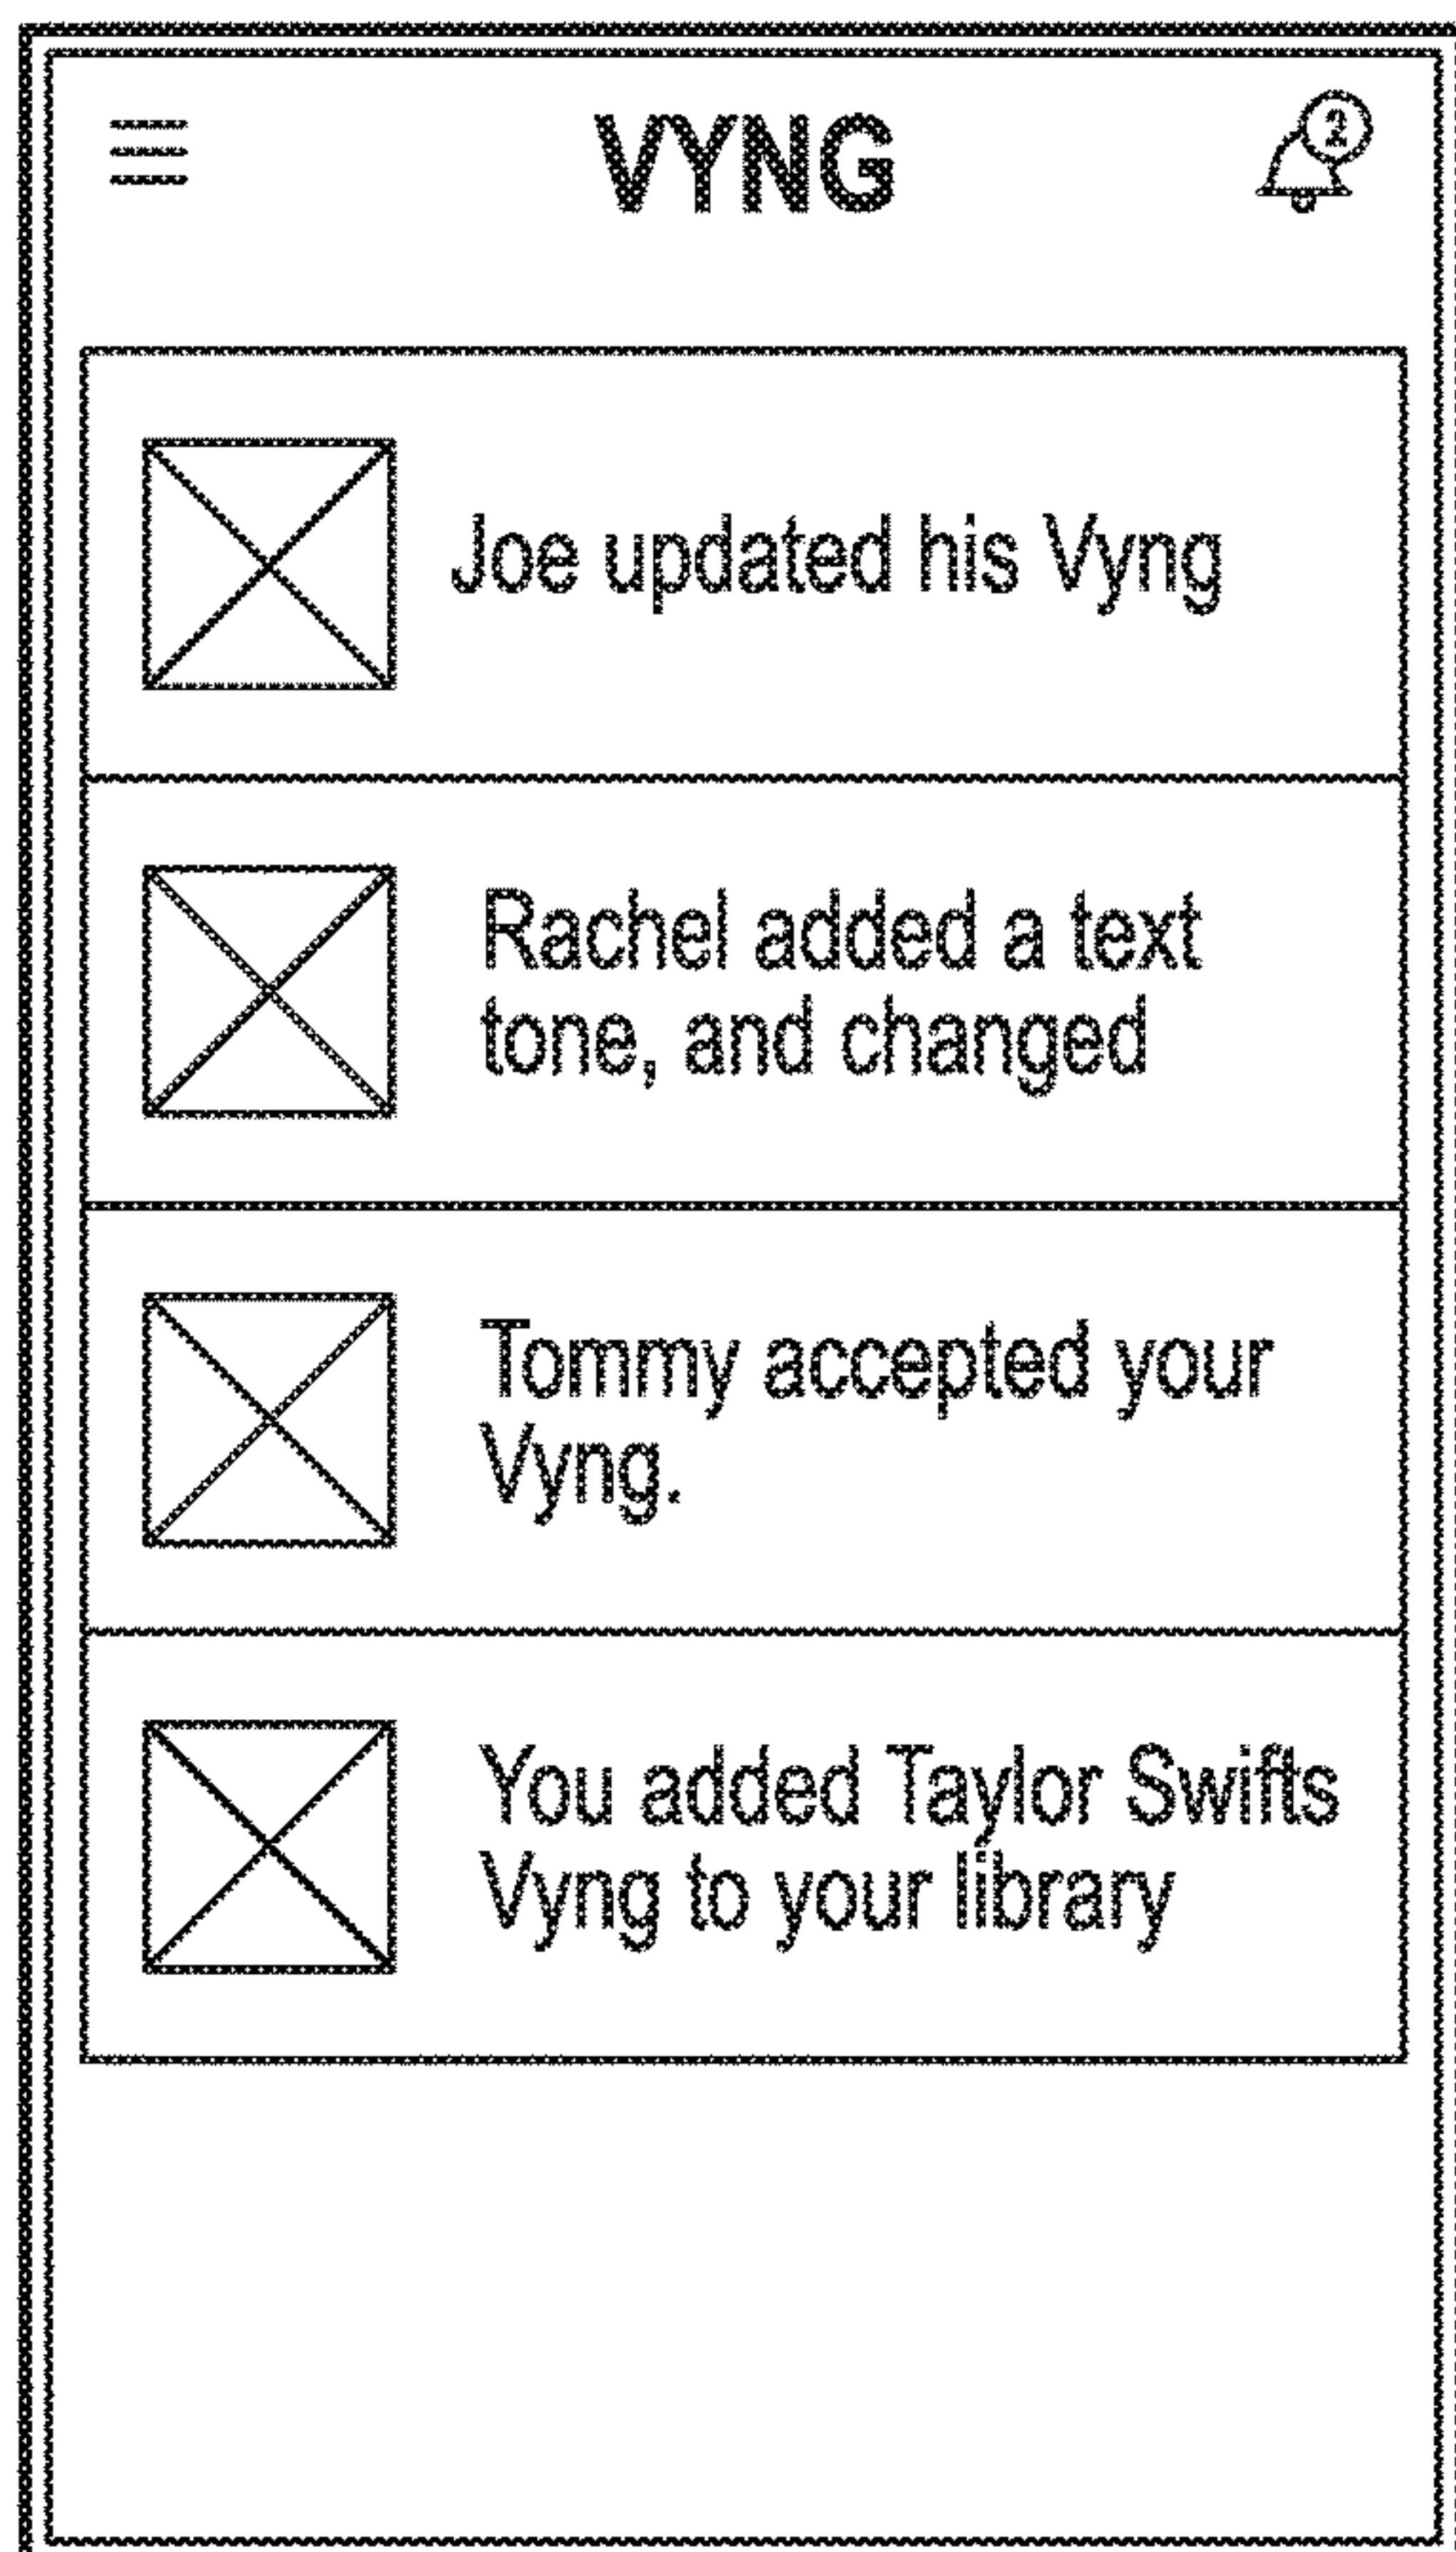 VYNG
2
Joe updated his Vyng
Rachel added a text
tone, and changed
Tommy accepted your
Vyng.
You added Taylor Swifts
Vyng to your library